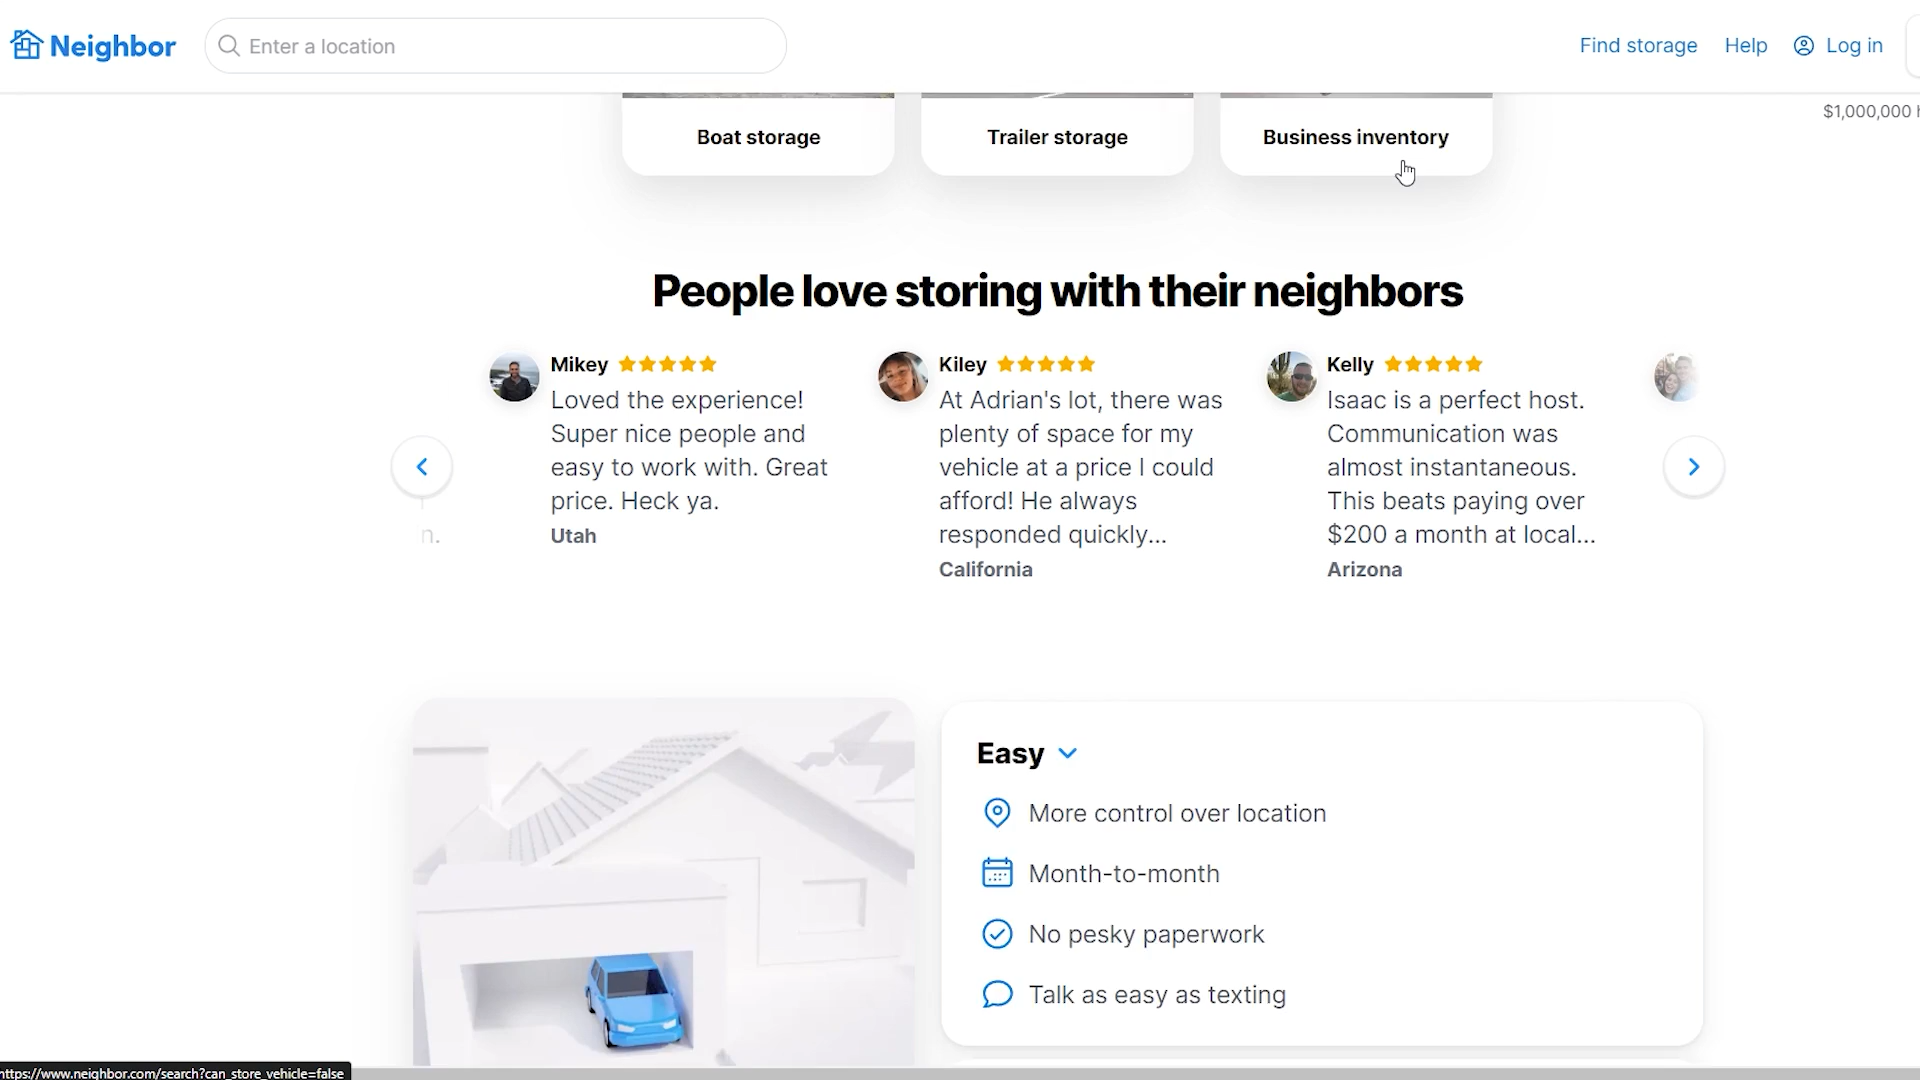 Neighbor
Enter a location
Find storage
Help
Log in
$1,000,000
Boat storage
Trailer storage
Business inventory
People love storing with their neighbors
Mikey
Loved the experience!
Super nice people and
easy to work with. Great
price. Heck ya.
Utah
Kiley
At Adrian's lot, there was
plenty of space for my
vehicle at a price I could
afford! He always
responded quickly...
California
Kelly
Isaac is a perfect host.
Communication was
almost instantaneous.
This beats paying over
$200 a month at local...
Arizona
n.
Easy
More control over location
Month-to-month
No pesky paperwork
Talk as easy as texting
https://www.neighbor.com/search?can_store_vehicle=false